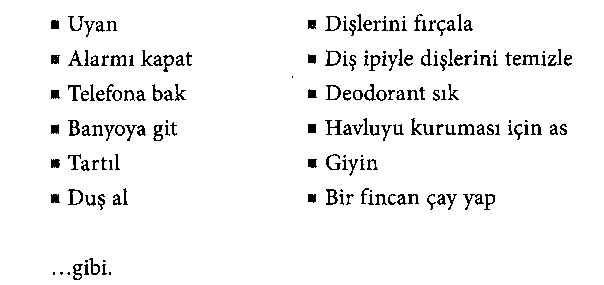 ▪ Uyan
▪ Alarmı kapat
▪ Telefona bak
▪ Banyoya git
▪ Tartıl
▪ Duş al
▪ Dişlerini fırçala
▪ Diş ipiyle dişlerini temizle
▪ Deodorant sık
▪ Havluyu kuruması için as
▪ Giyin
▪ Bir fincan çay yap
...gibi.